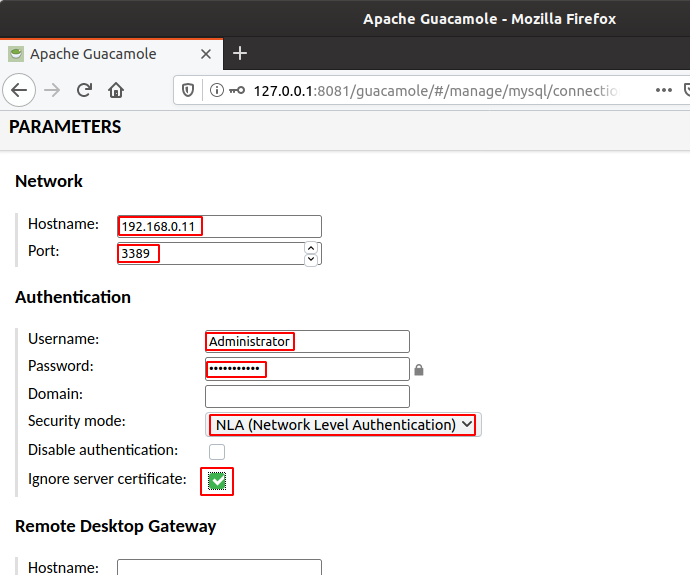 Apache Guacamole - Mozilla Firefox
Apache Guacamole
127.0.0.1:8081/guacamole/#/manage/mysql/connectio
PARAMETERS
Network
Hostname: 192.168.0.11
Port: 3389
Authentication
Username: Administrator
Password: •••••••••••
Domain:
Security mode: NLA (Network Level Authentication)
Disable authentication:
Ignore server certificate:
Remote Desktop Gateway
Hostname: